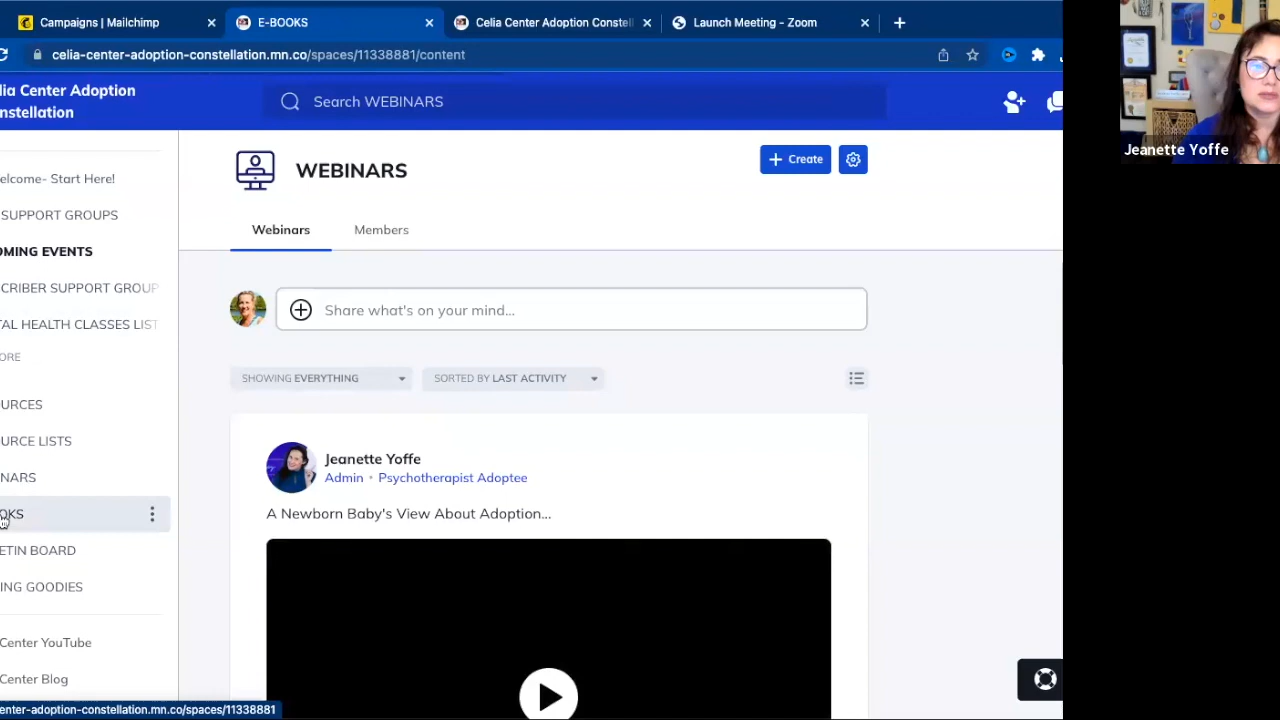 Campaigns | Mailchimp
E-BOOKS
Celia Center Adoption Constell
Launch Meeting - Zoom
celia-center-adoption-constellation.mn.co/spaces/11338881/content
lia Center Adoption
nstellation
Search WEBINARS
Jeanette Yoffe
elcome- Start Here!
SUPPORT GROUPS
OMING EVENTS
CRIBER SUPPORT GROUP
TAL HEALTH CLASSES LIST
ORE
OURCES
OURCE LISTS
NARS
OOKS
ETIN BOARD
ING GOODIES
Center YouTube
Center Blog
enter-adoption-constellation.mn.co/spaces/11338881
WEBINARS
Create
Webinars
Members
Share what's on your mind...
SHOWING EVERYTHING
SORTED BY LAST ACTIVITY
Jeanette Yoffe
Admin • Psychotherapist Adoptee
A Newborn Baby's View About Adoption...